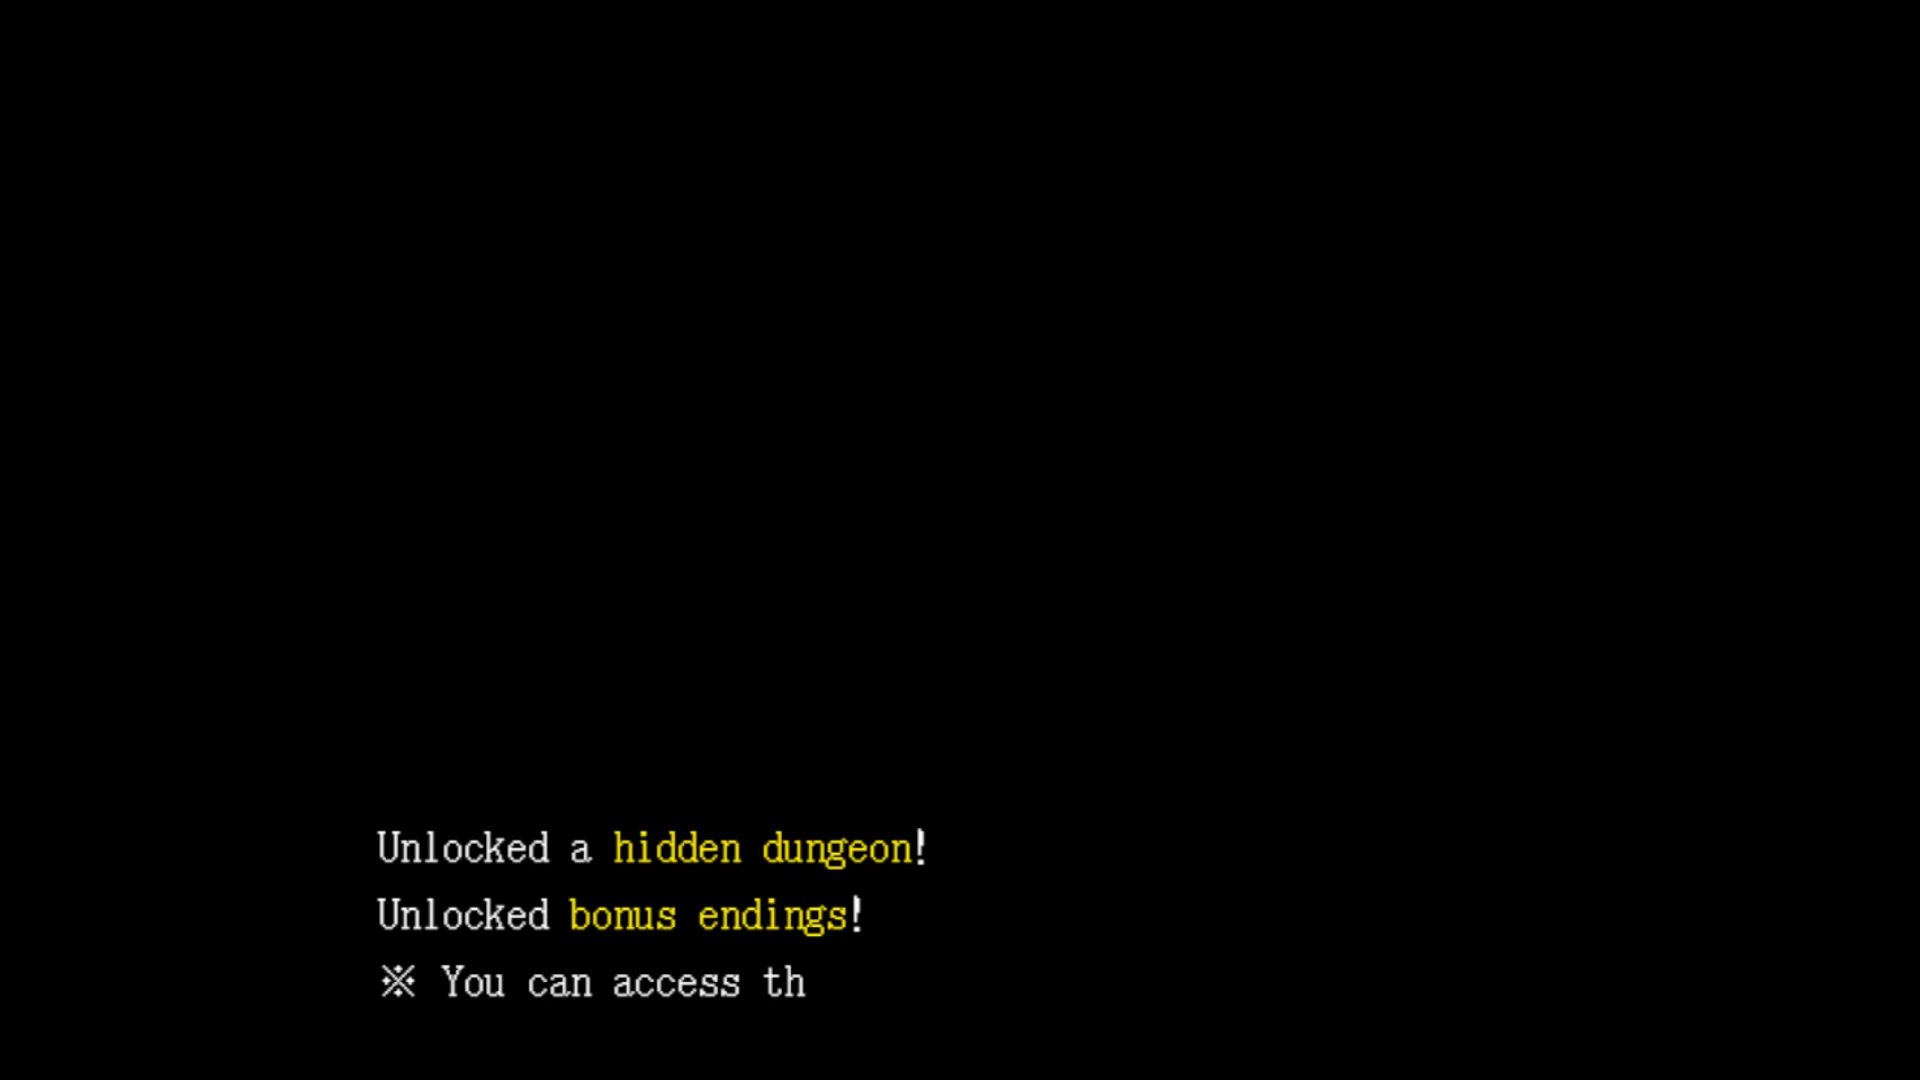 Unlocked a hidden dungeon!
Unlocked bonus endings!
※ You can access th